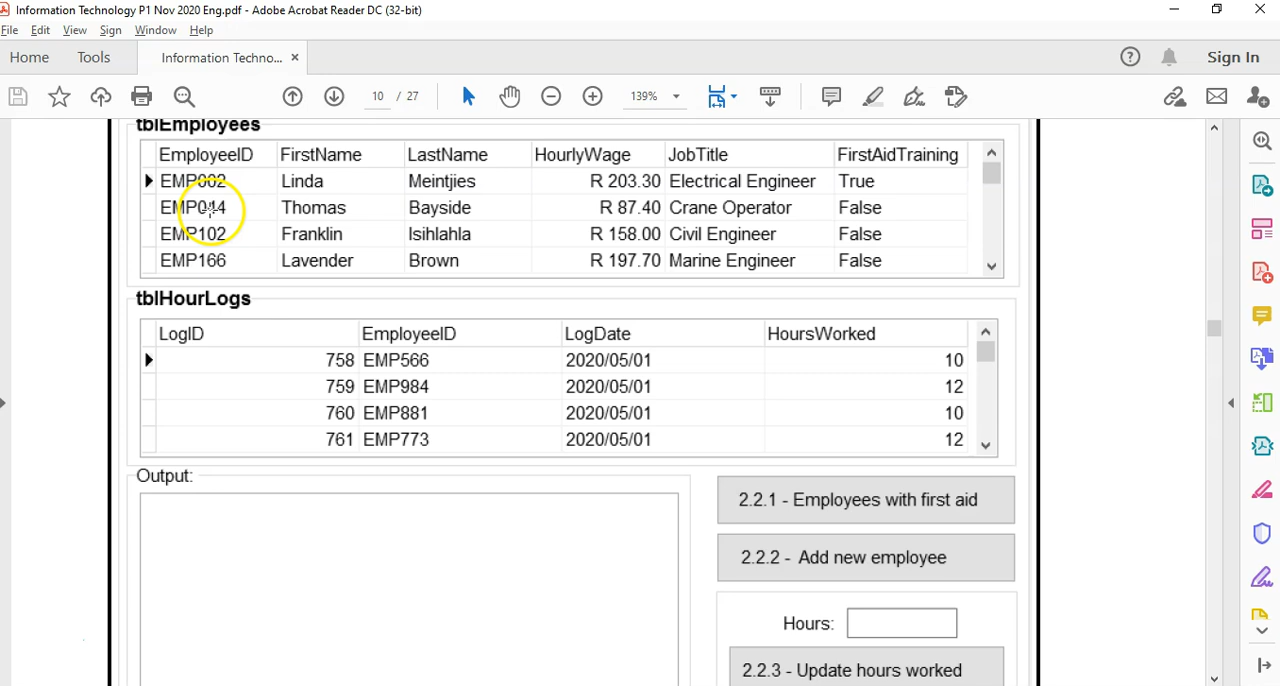 Information Technology P1 Nov 2020 Eng.pdf - Adobe Acrobat Reader DC (32-bit)
File Edit View Sign Window Help
Home Tools Information Techno... × Sign In
10 / 27 139%
tblEmployees
EmployeeID FirstName LastName HourlyWage JobTitle FirstAidTraining
EMP002 Linda Meintjies R 203.30 Electrical Engineer True
EMP044 Thomas Bayside R 87.40 Crane Operator False
EMP102 Franklin Isihlahla R 158.00 Civil Engineer False
EMP166 Lavender Brown R 197.70 Marine Engineer False
tblHourLogs
LogID EmployeeID LogDate HoursWorked
758 EMP566 2020/05/01 10
759 EMP984 2020/05/01 12
760 EMP881 2020/05/01 10
761 EMP773 2020/05/01 12
Output:
2.2.1 - Employees with first aid
2.2.2 - Add new employee
Hours:
2.2.3 - Update hours worked